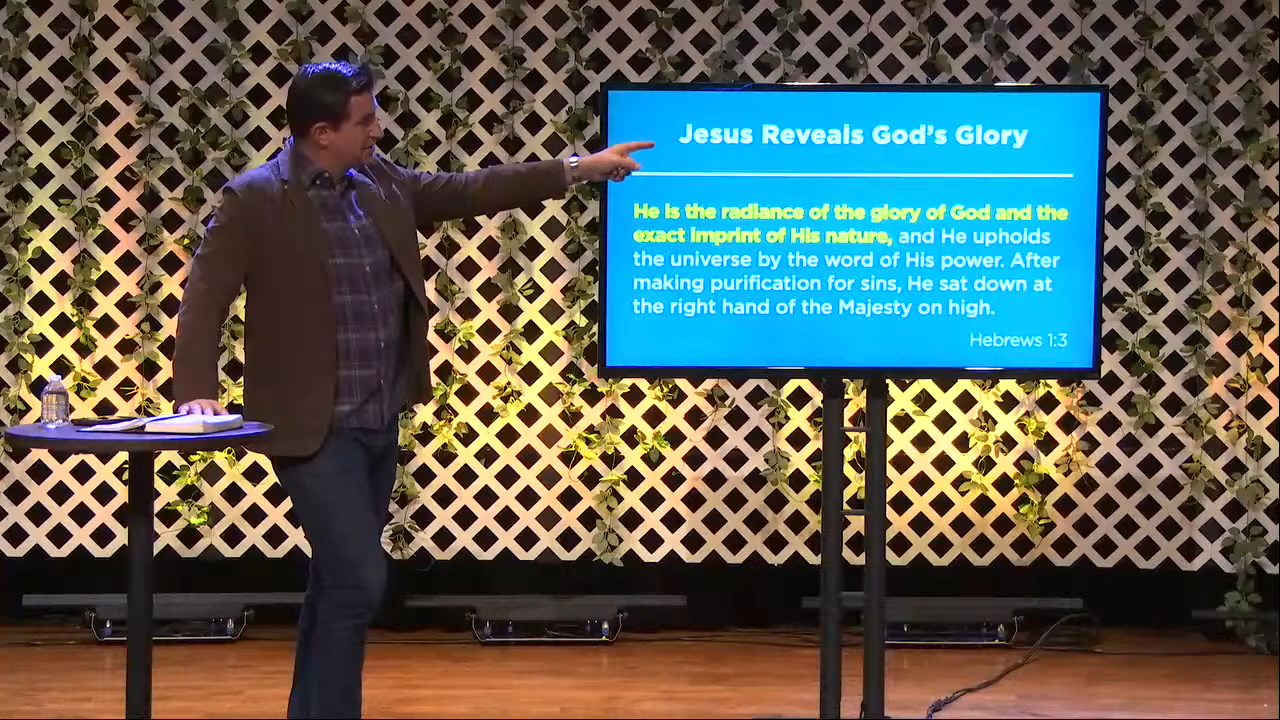 Jesus Reveals God's Glory
He is the radiance of the glory of God and the
exact imprint of His nature, and He upholds
the universe by the word of His power. After
making purification for sins, He sat down at
the right hand of the Majesty on high.
Hebrews 1:3